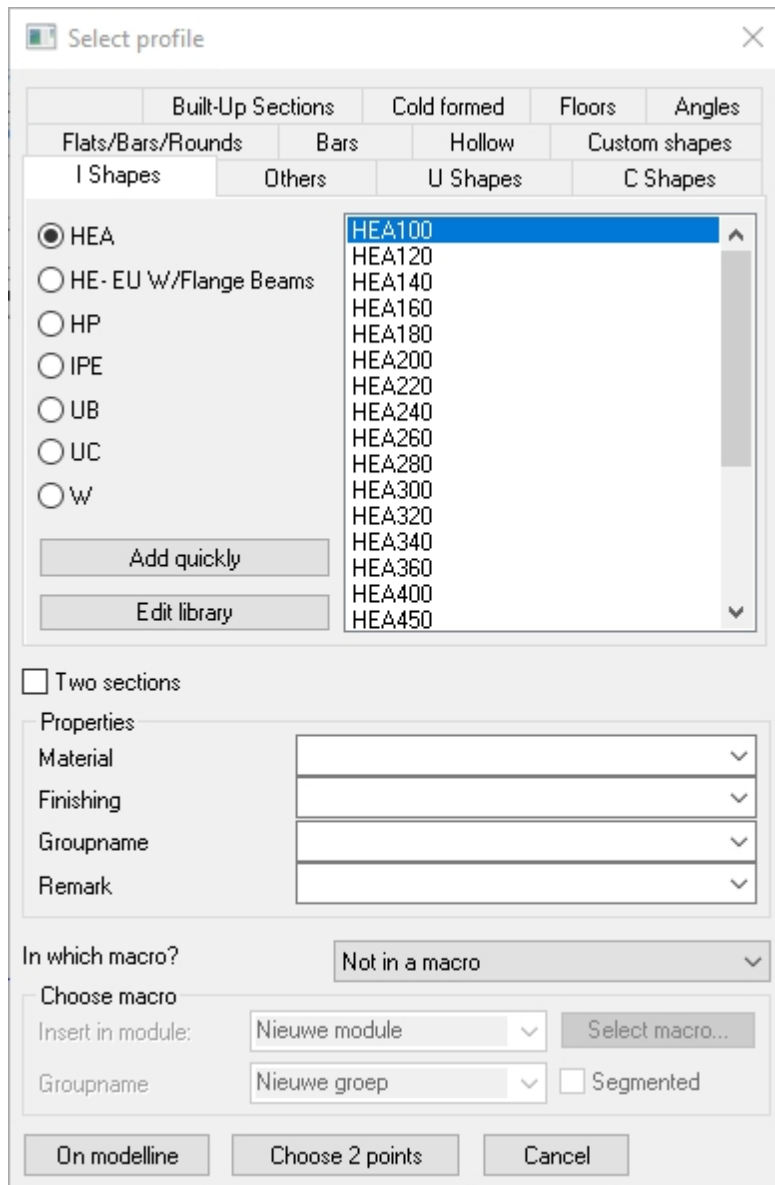 Select profile
Built-Up Sections Cold formed Floors Angles
Flats/Bars/Rounds Bars Hollow Custom shapes
I Shapes Others U Shapes C Shapes
HEA
HE- EU W/Flange Beams
HP
IPE
UB
UC
W
Add quickly
Edit library
HEA100
HEA120
HEA140
HEA160
HEA180
HEA200
HEA220
HEA240
HEA260
HEA280
HEA300
HEA320
HEA340
HEA360
HEA400
HEA450
Two sections
Properties
Material
Finishing
Groupname
Remark
In which macro? Not in a macro
Choose macro
Insert in module: Nieuwe module Select macro...
Groupname Nieuwe groep Segmented
On modelline Choose 2 points Cancel